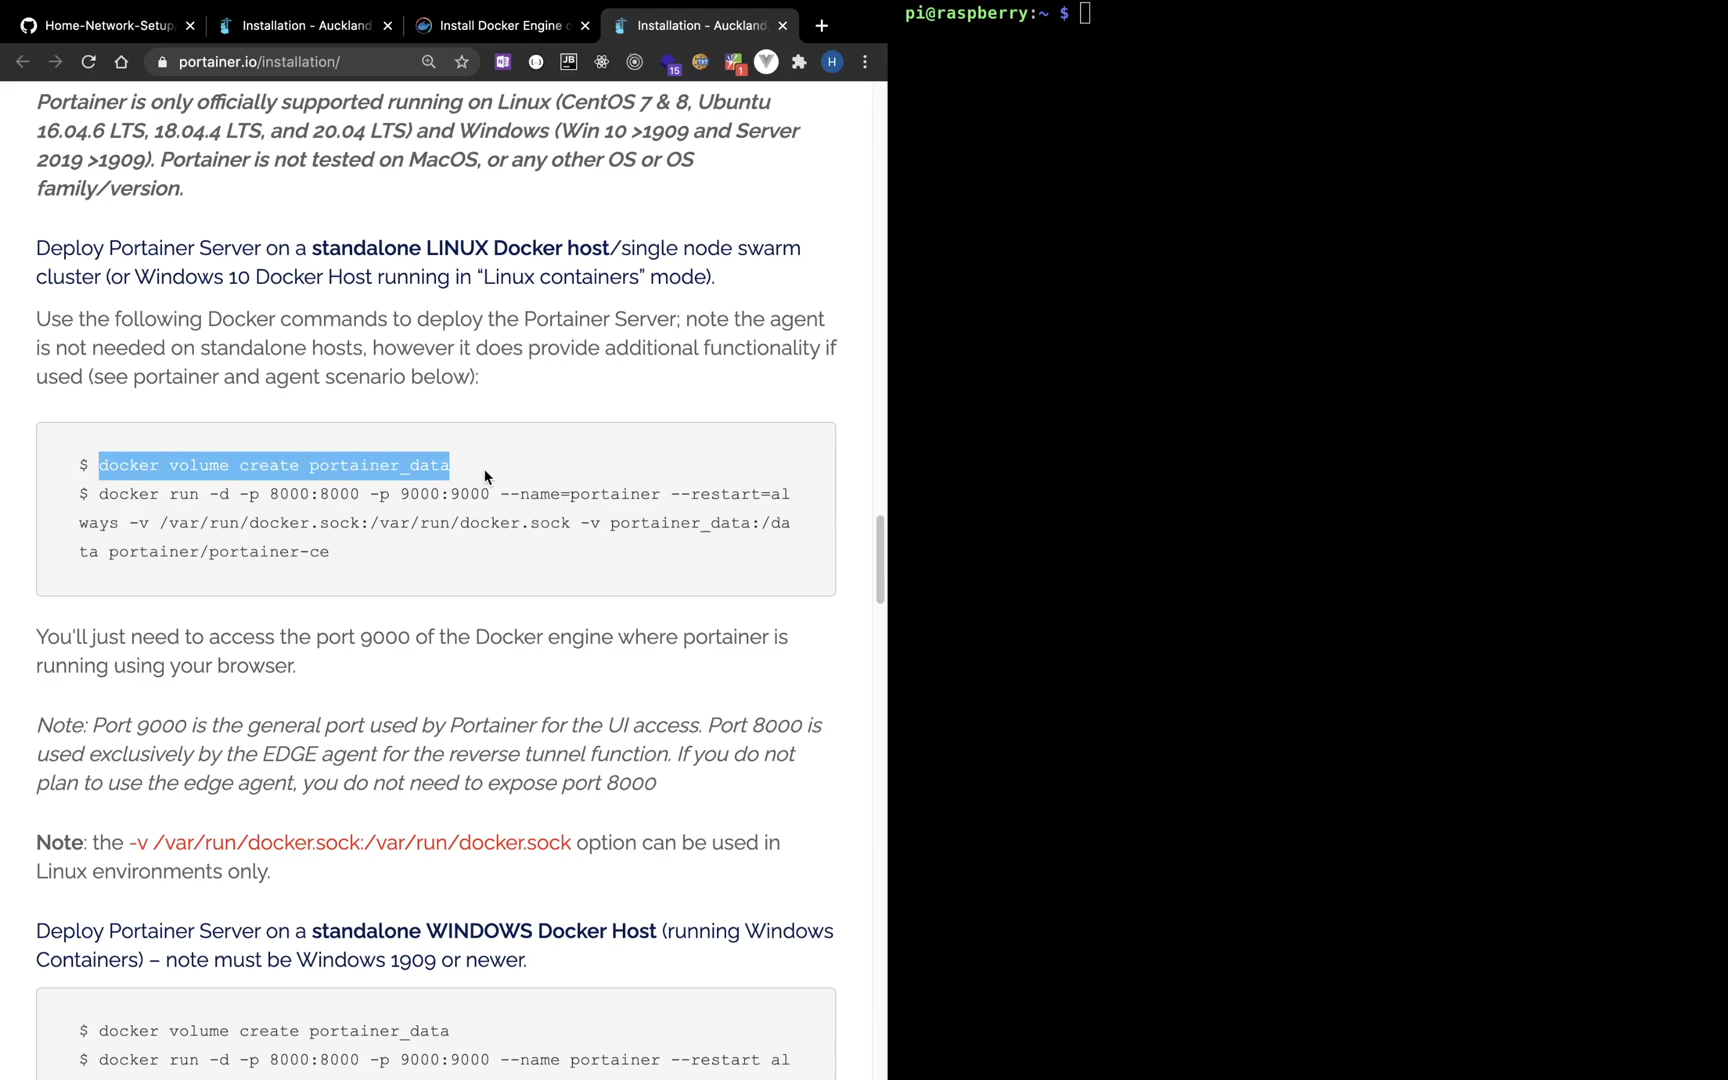 Home-Network-Setup
Installation - Auckland
Install Docker Engine o
Installation - Auckland
portainer.io/installation/
JB
15
1
H
Portainer is only officially supported running on Linux (CentOS 7 & 8, Ubuntu
16.04.6 LTS, 18.04.4 LTS, and 20.04 LTS) and Windows (Win 10 >1909 and Server
2019 >1909). Portainer is not tested on MacOS, or any other OS or OS
family/version.
Deploy Portainer Server on a standalone LINUX Docker host/single node swarm
cluster (or Windows 10 Docker Host running in “Linux containers” mode).
Use the following Docker commands to deploy the Portainer Server; note the agent
is not needed on standalone hosts, however it does provide additional functionality if
used (see portainer and agent scenario below):
$ docker volume create portainer_data
$ docker run -d -p 8000:8000 -p 9000:9000 --name=portainer --restart=al
ways -v /var/run/docker.sock:/var/run/docker.sock -v portainer_data:/da
ta portainer/portainer-ce
You'll just need to access the port 9000 of the Docker engine where portainer is
running using your browser.
Note: Port 9000 is the general port used by Portainer for the UI access. Port 8000 is
used exclusively by the EDGE agent for the reverse tunnel function. If you do not
plan to use the edge agent, you do not need to expose port 8000
Note: the -v /var/run/docker.sock:/var/run/docker.sock option can be used in
Linux environments only.
Deploy Portainer Server on a standalone WINDOWS Docker Host (running Windows
Containers) – note must be Windows 1909 or newer.
$ docker volume create portainer_data
$ docker run -d -p 8000:8000 -p 9000:9000 --name portainer --restart al
pi@raspberry:~ $